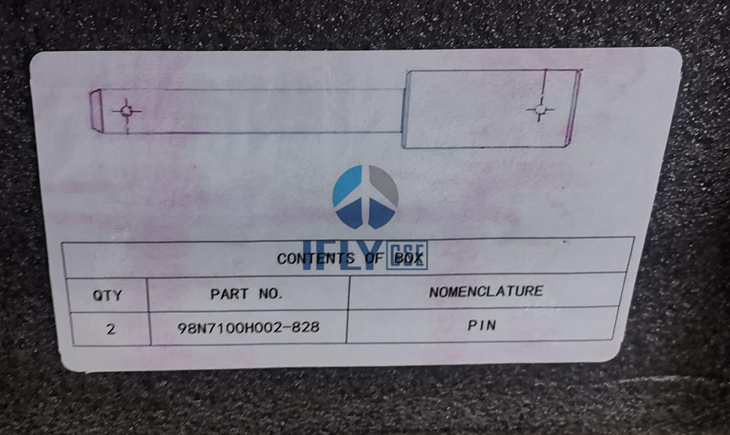 IFLY GSE
CONTENTS OF BOX
QTY PART NO. NOMENCLATURE
2 98N7100H002-828 PIN